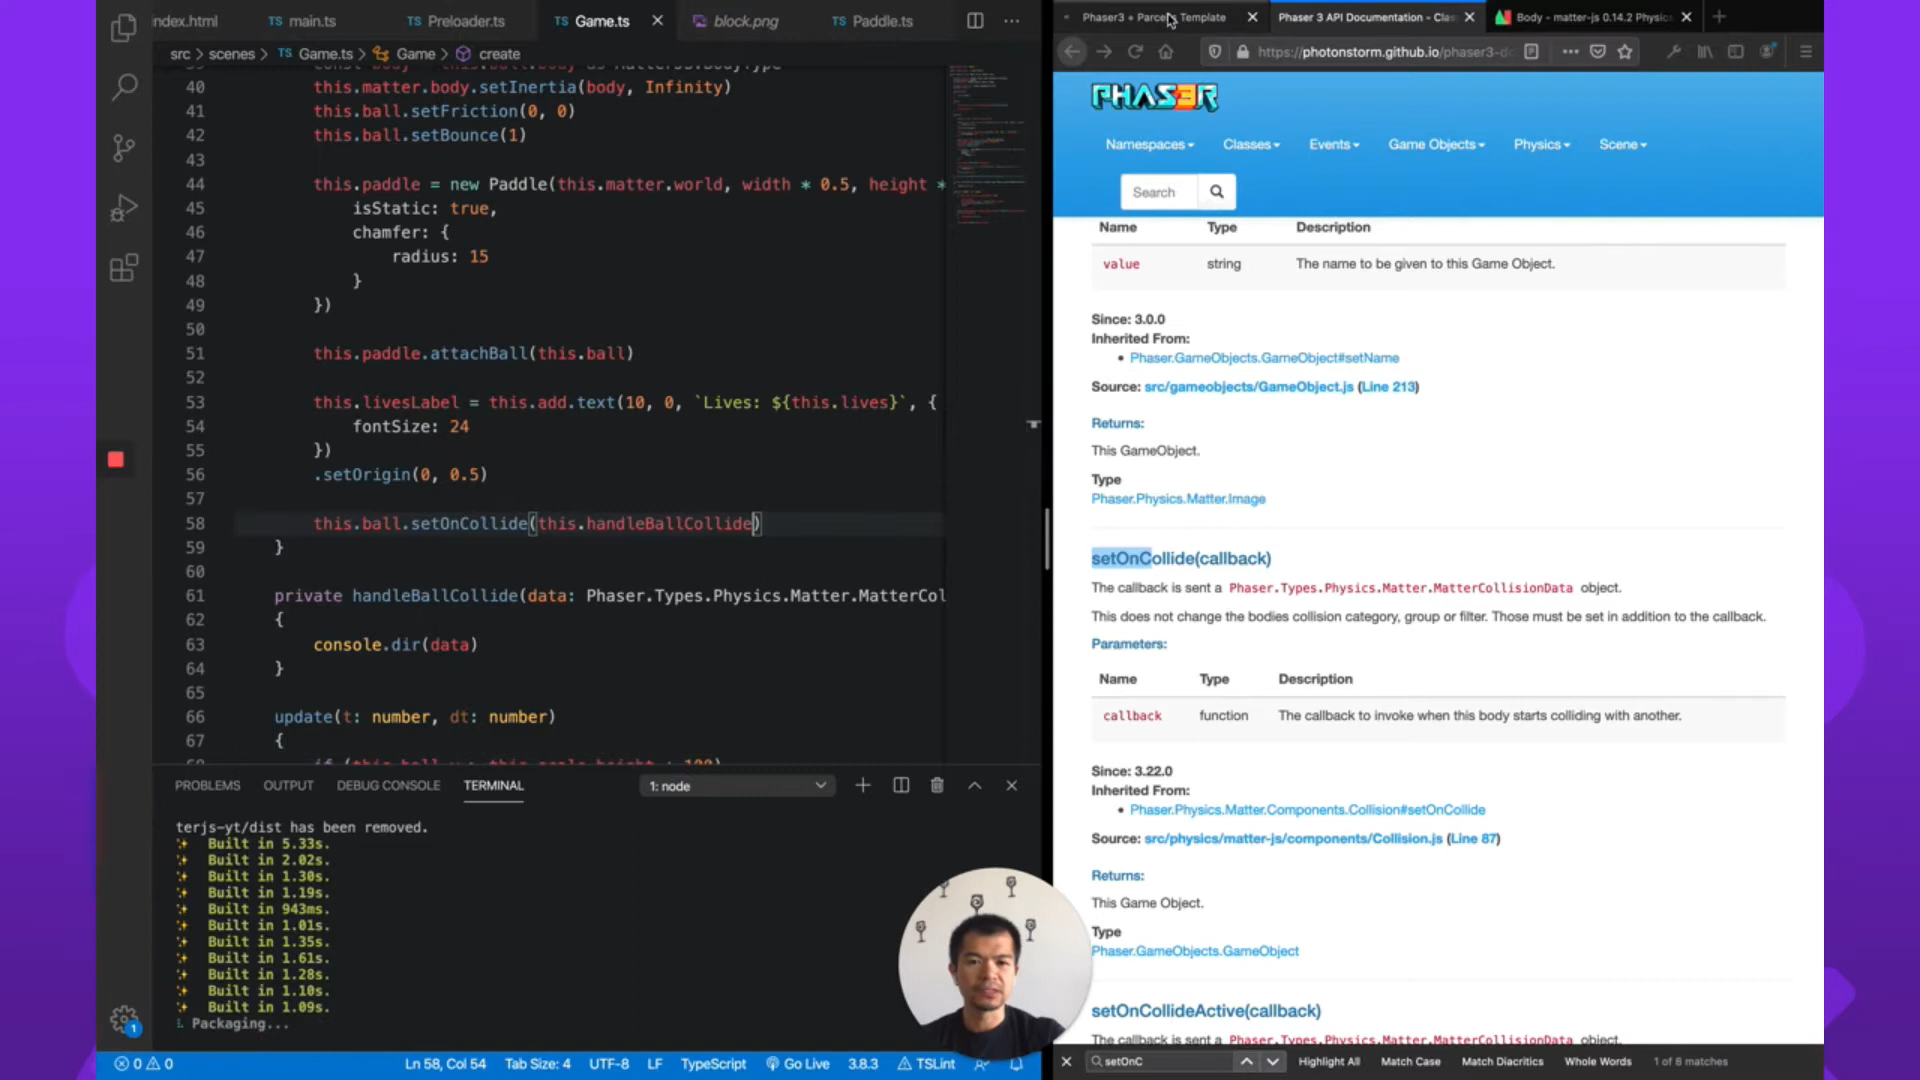 ndex.html
TS main.ts
TS Preloader.ts
TS Game.ts
block.png
TS Paddle.ts
src > scenes > TS Game.ts > Game > create
40 this.matter.body.setInertia(body, Infinity)
41 this.ball.setFriction(0, 0)
42 this.ball.setBounce(1)
43
44 this.paddle = new Paddle(this.matter.world, width * 0.5, height *
45 isStatic: true,
46 chamfer: {
47 radius: 15
48 }
49 })
50
51 this.paddle.attachBall(this.ball)
52
53 this.livesLabel = this.add.text(10, 0, `Lives: ${this.lives}`, {
54 fontSize: 24
55 })
56 .setOrigin(0, 0.5)
57
58 this.ball.setOnCollide(this.handleBallCollide)
59 }
60
61 private handleBallCollide(data: Phaser.Types.Physics.Matter.MatterCol
62 {
63 console.dir(data)
64 }
65
66 update(t: number, dt: number)
67 {
PROBLEMS OUTPUT DEBUG CONSOLE TERMINAL 1: node
terjs-yt/dist has been removed.
Built in 5.33s.
Built in 2.02s.
Built in 1.30s.
Built in 1.19s.
Built in 943ms.
Built in 1.01s.
Built in 1.35s.
Built in 1.61s.
Built in 1.28s.
Built in 1.10s.
Built in 1.09s.
Packaging...
1
0 0 Ln 58, Col 54 Tab Size: 4 UTF-8 LF TypeScript Go Live 3.8.3 TSLint
Phaser3 + Parcel Template
Phaser 3 API Documentation - Clas
Body - matter-js 0.14.2 Physic
https://photonstorm.github.io/phaser3-do
PHASER
Namespaces Classes Events Game Objects Physics Scene
Search
Name Type Description
value string The name to be given to this Game Object.
Since: 3.0.0
Inherited From:
• Phaser.GameObjects.GameObject#setName
Source: src/gameobjects/GameObject.js (Line 213)
Returns:
This GameObject.
Type
Phaser.Physics.Matter.Image
setOnCollide(callback)
The callback is sent a Phaser.Types.Physics.Matter.MatterCollisionData object.
This does not change the bodies collision category, group or filter. Those must be set in addition to the callback.
Parameters:
Name Type Description
callback function The callback to invoke when this body starts colliding with another.
Since: 3.22.0
Inherited From:
• Phaser.Physics.Matter.Components.Collision#setOnCollide
Source: src/physics/matter-js/components/Collision.js (Line 87)
Returns:
This Game Object.
Type
Phaser.GameObjects.GameObject
setOnCollideActive(callback)
The callback is sent a Phaser.Types.Physics.Matter.MatterCollisionData object.
setOnC Highlight All Match Case Match Diacritics Whole Words 1 of 8 matches